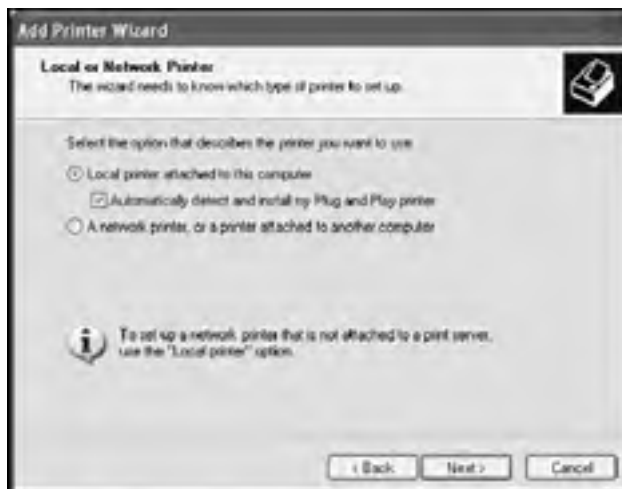 Add Printer Wizard
Local or Network Printer
The wizard needs to know which type of printer to set up.
Select the option that describes the printer you want to use:
Local printer attached to this computer
Automatically detect and install my Plug and Play printer
A network printer, or a printer attached to another computer
To set up a network printer that is not attached to a print server,
use the "Local printer" option.
< Back Next > Cancel